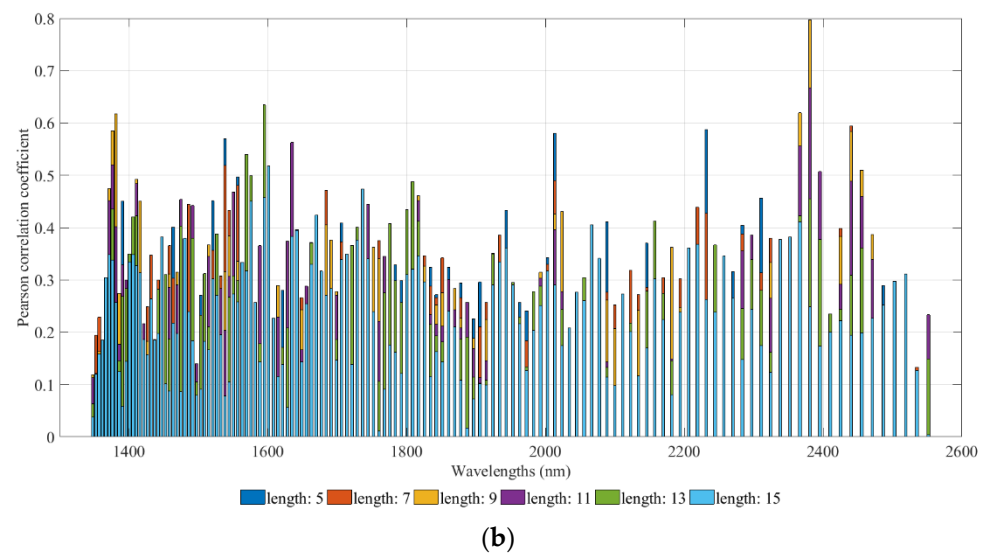 0.8
0.7
0.6
0.5
0.4
0.3
0.2
0.1
0
Pearson correlation coefficient
1400 1600 1800 2000 2200 2400 2600
Wavelengths (nm)
length: 5 length: 7 length: 9 length: 11 length: 13 length: 15
(b)